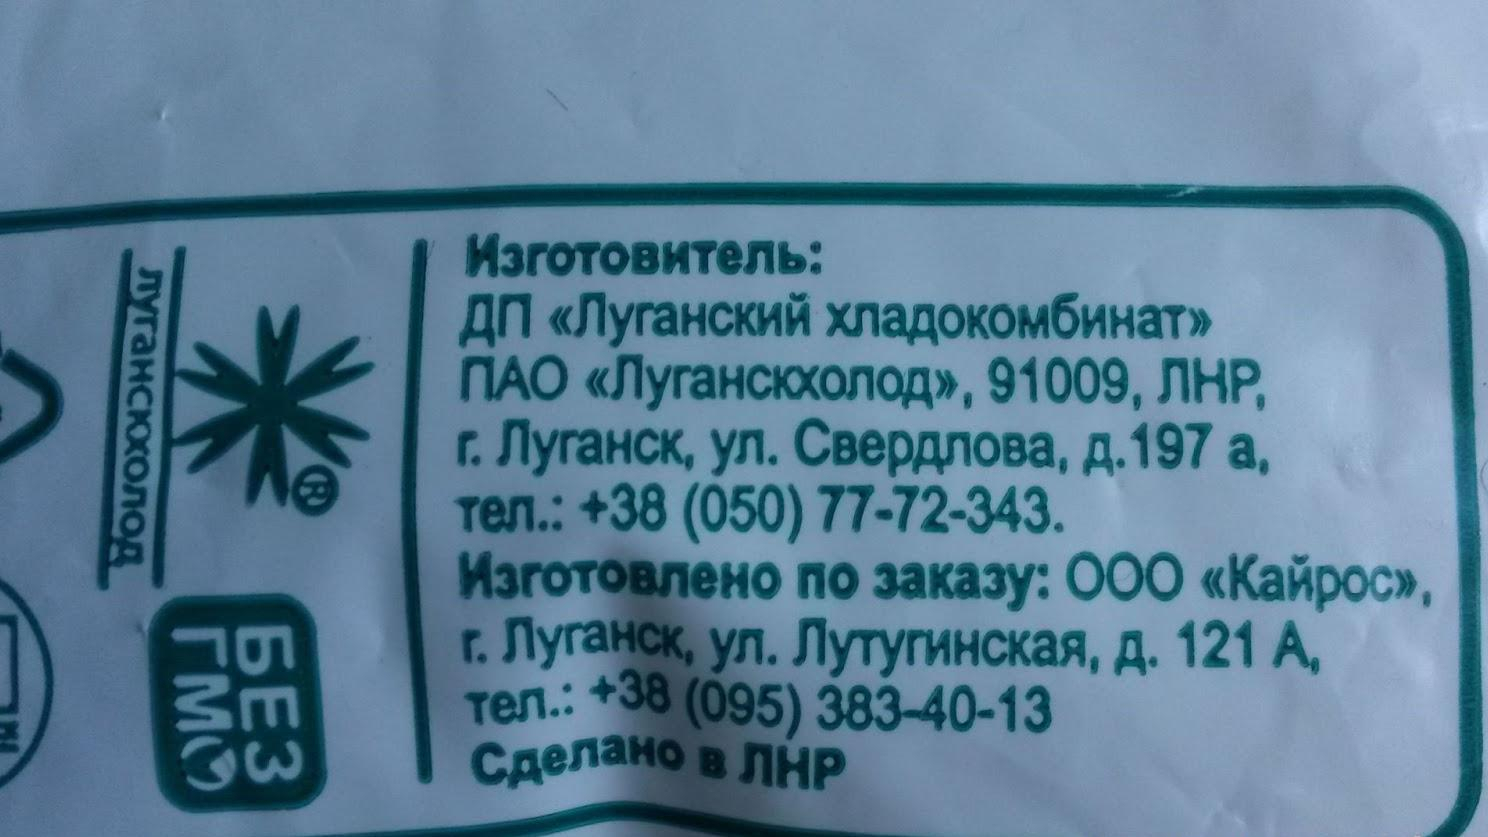 Изготовитель:
ДП «Луганский хладокомбинат»
ПАО «Луганскхолод», 91009, ЛНР,
г. Луганск, ул. Свердлова, д.197 а,
тел.: +38 (050) 77-72-343.
Изготовлено по заказу: ООО «Кайрос»,
г. Луганск, ул. Лутугинская, д. 121 А,
тел.: +38 (095) 383-40-13
Сделано в ЛНР
луганскхолод
®
БЕЗ
ГМО